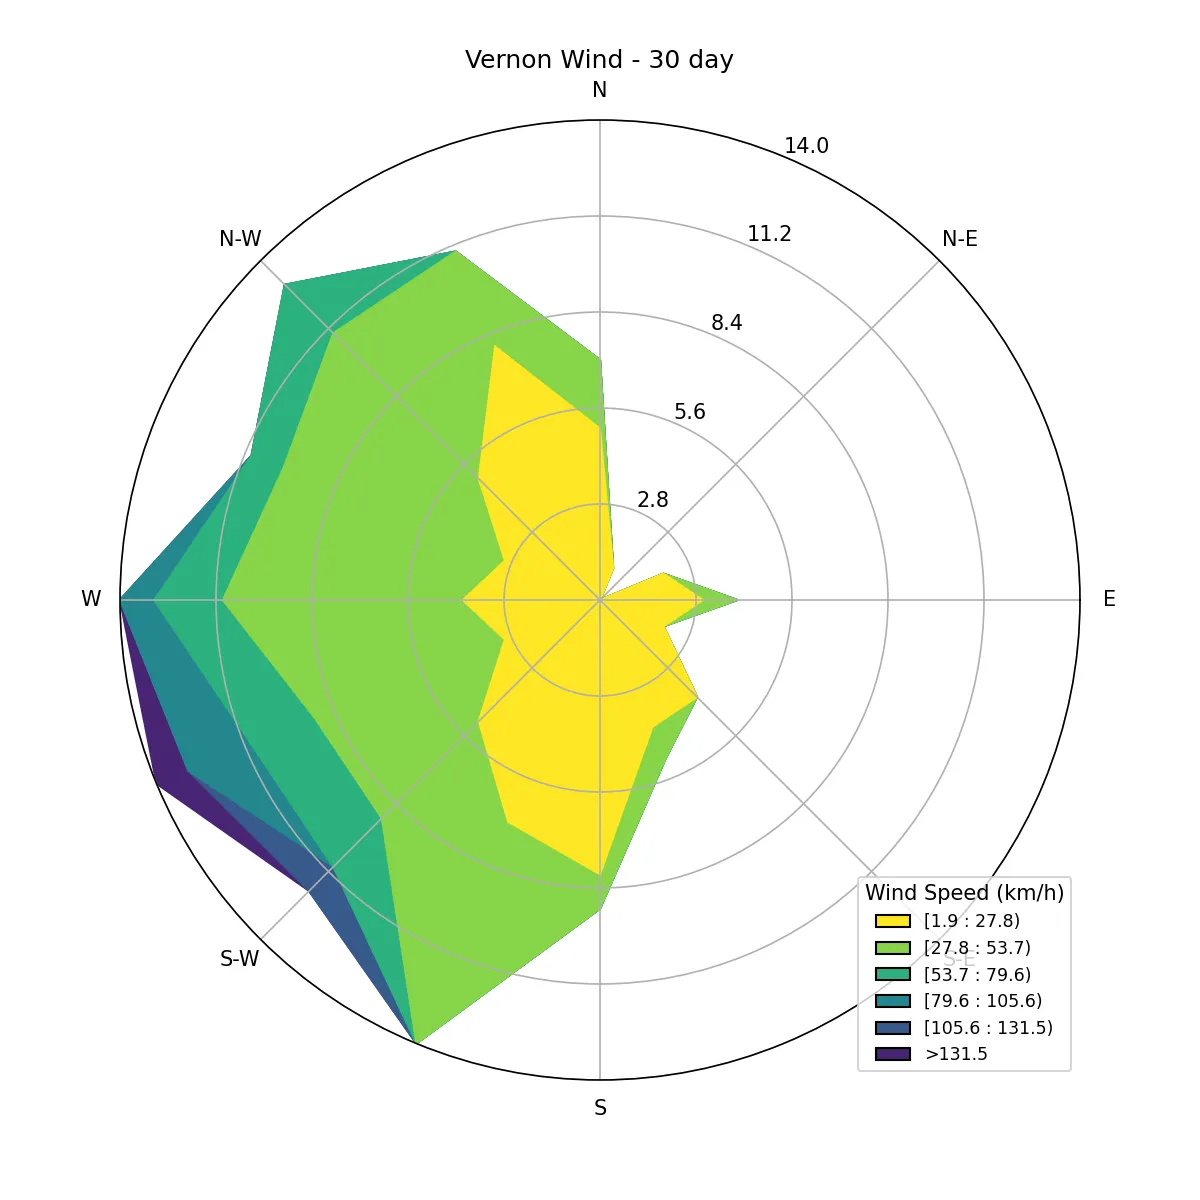 Vernon Wind - 30 day
N
14.0
11.2
N-W
N-E
8.4
5.6
2.8
W
E
Wind Speed (km/h)
[1.9 : 27.8)
[27.8 : 53.7)
[53.7 : 79.6)
[79.6 : 105.6)
[105.6 : 131.5)
>131.5
S-W
S-E
S